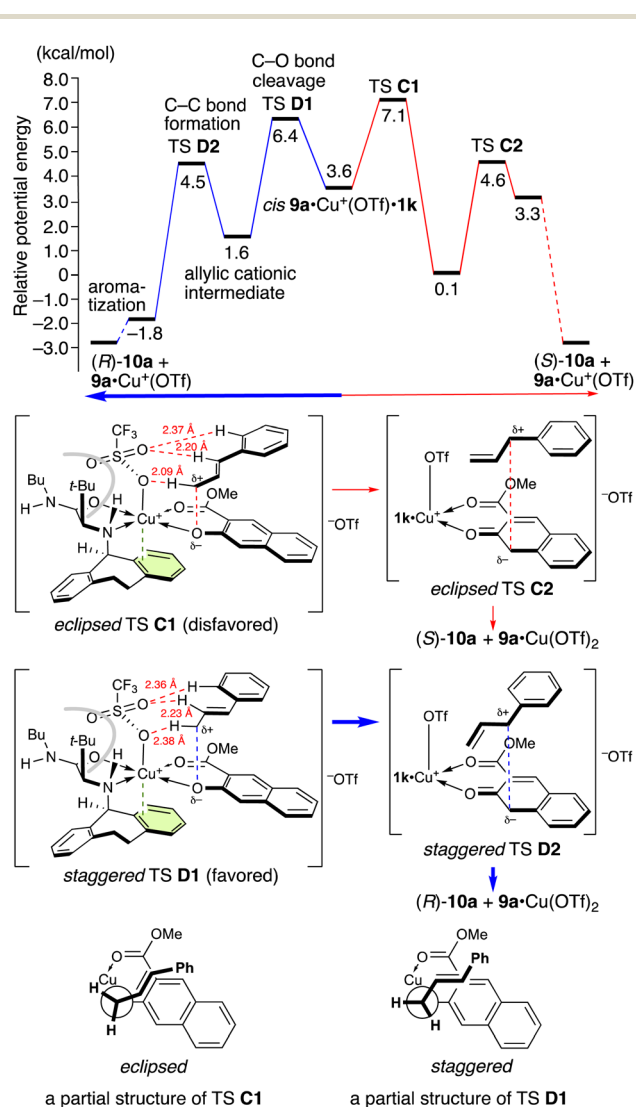 (kcal/mol)
Relative potential energy
8.0
7.0
6.0
5.0
4.0
3.0
2.0
1.0
0
−1.0
−2.0
−3.0
C–O bond
cleavage
TS D1
6.4
C–C bond
formation
TS D2
4.5
TS C1
7.1
TS C2
4.6
3.6
cis 9a•Cu⁺(OTf)•1k
3.3
1.6
allylic cationic
intermediate
0.1
aroma-
tization
−1.8
(R)-10a +
9a•Cu⁺(OTf)
(S)-10a +
9a•Cu⁺(OTf)
CF3
O
S
O
O
2.37 Å
2.20 Å
2.09 Å
H
H
H
δ+
Bu
t-Bu
N
H
O
H
N
Cu⁺
H
OMe
O
O
δ−
⁻OTf
eclipsed TS C1 (disfavored)
δ+
OTf
OMe
O
1k•Cu⁺
O
δ−
⁻OTf
eclipsed TS C2
(S)-10a + 9a•Cu(OTf)2
CF3
O
S
O
O
2.36 Å
2.23 Å
2.38 Å
H
H
H
δ+
Bu
t-Bu
N
H
O
H
N
Cu⁺
H
OMe
O
O
δ−
⁻OTf
staggered TS D1 (favored)
δ+
OTf
OMe
O
1k•Cu⁺
O
δ−
⁻OTf
staggered TS D2
(R)-10a + 9a•Cu(OTf)2
OMe
O
Cu
Ph
H
H
eclipsed
a partial structure of TS C1
OMe
O
Cu
Ph
H
H
staggered
a partial structure of TS D1